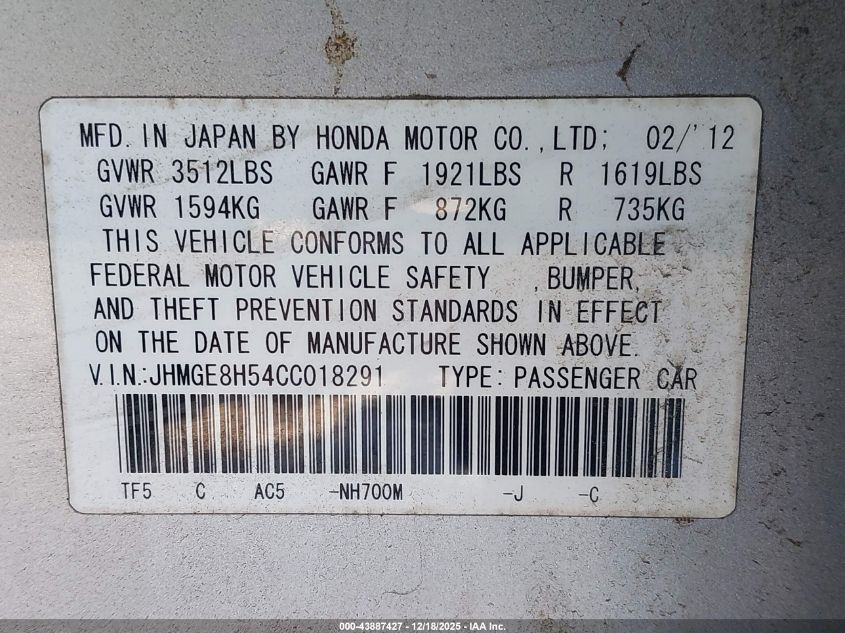 MFD. IN JAPAN BY HONDA MOTOR CO.,LTD; 02/'12
GVWR 3512LBS GAWR F 1921LBS R 1619LBS
GVWR 1594KG GAWR F 872KG R 735KG
THIS VEHICLE CONFORMS TO ALL APPLICABLE
FEDERAL MOTOR VEHICLE SAFETY , BUMPER,
AND THEFT PREVENTION STANDARDS IN EFFECT
ON THE DATE OF MANUFACTURE SHOWN ABOVE.
V.I.N.:JHMGE8H54CC018291 TYPE: PASSENGER CAR
TF5 C AC5 -NH700M -J -C
000-43887427 - 12/18/2025 - IAA Inc.